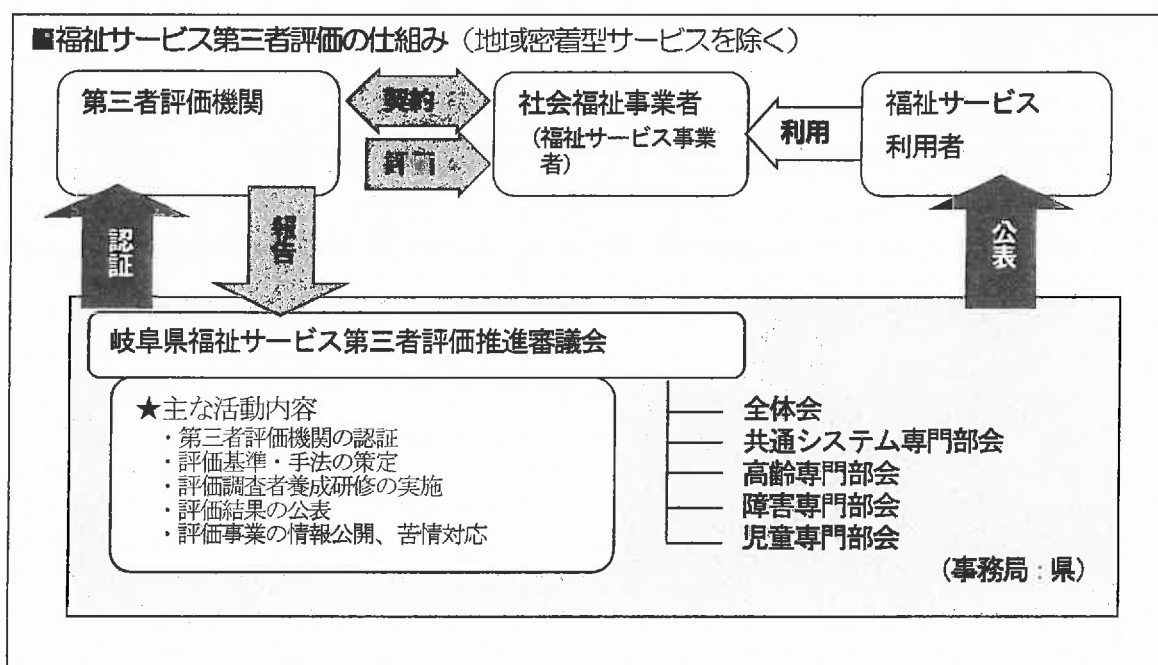 ■福祉サービス第三者評価の仕組み（地域密着型サービスを除く）
第三者評価機関
契約
評価
社会福祉事業者
（福祉サービス事業
者）
利用
福祉サービス
利用者
認証
報告
公表
岐阜県福祉サービス第三者評価推進審議会
★主な活動内容
・第三者評価機関の認証
・評価基準・手法の策定
・評価調査者養成研修の実施
・評価結果の公表
・評価事業の情報公開、苦情対応
全体会
共通システム専門部会
高齢専門部会
障害専門部会
児童専門部会
（事務局：県）